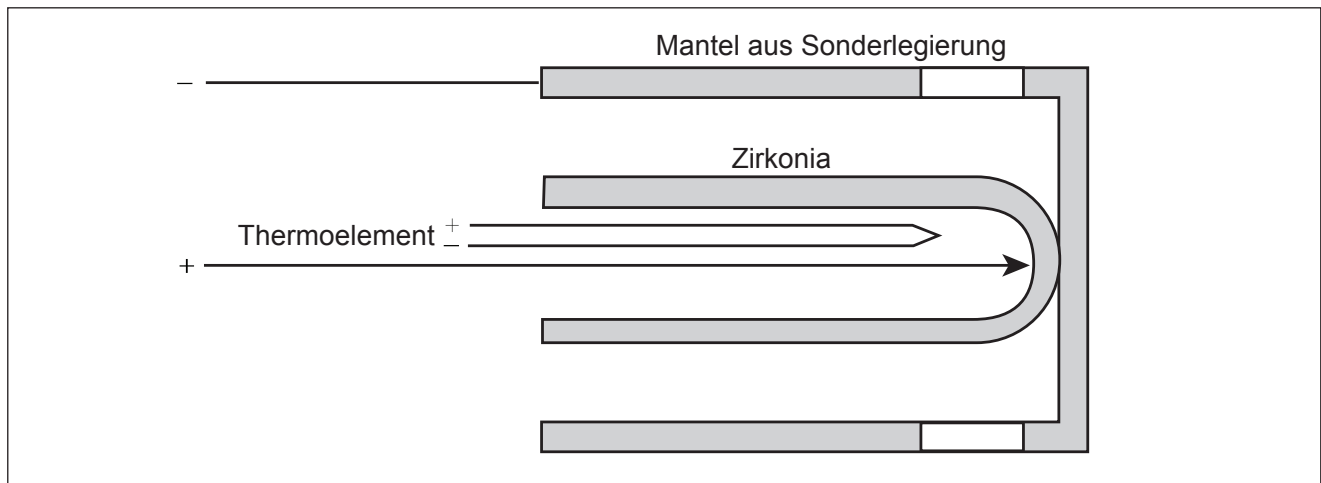 Mantel aus Sonderlegierung
−
Zirkonia
Thermoelement + −
+